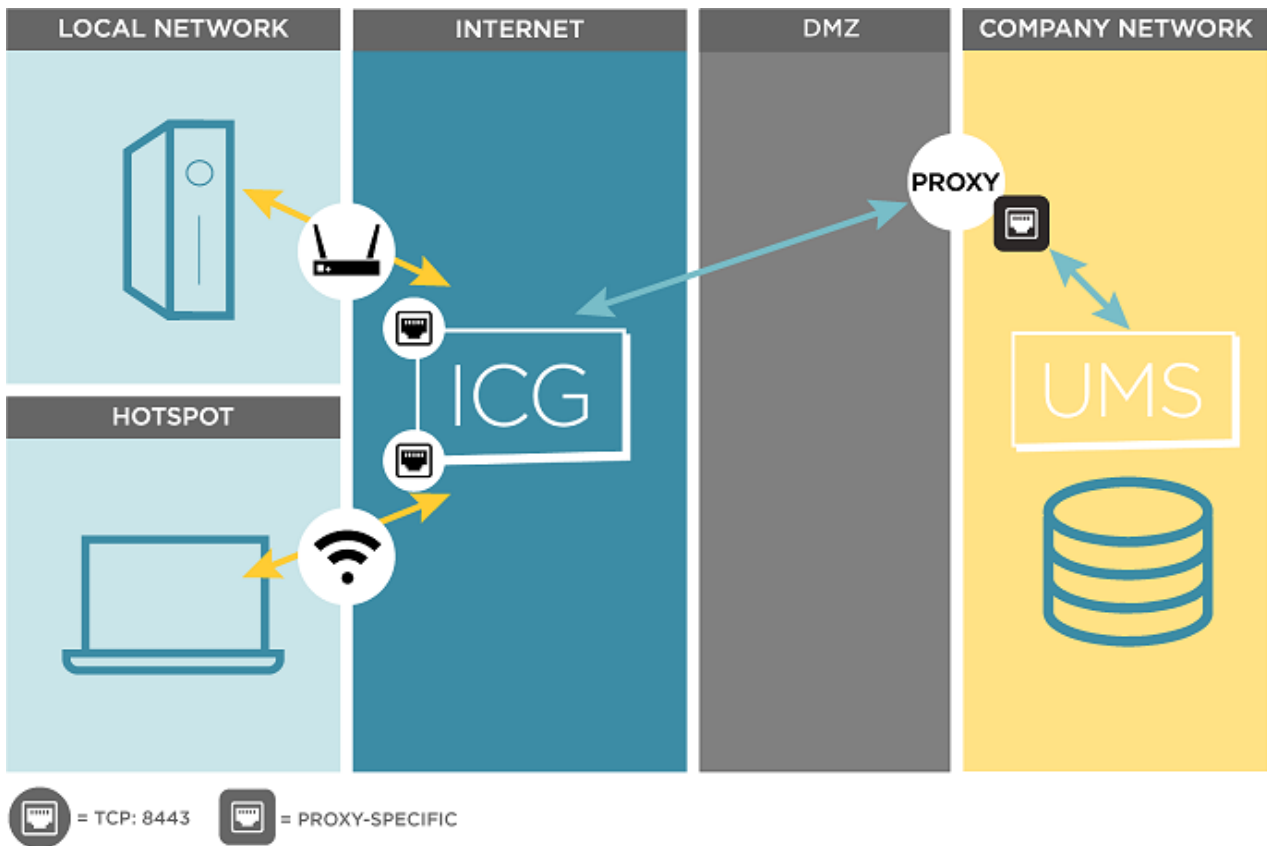 LOCAL NETWORK
INTERNET
DMZ
COMPANY NETWORK
PROXY
ICG
UMS
HOTSPOT
= TCP: 8443
= PROXY-SPECIFIC